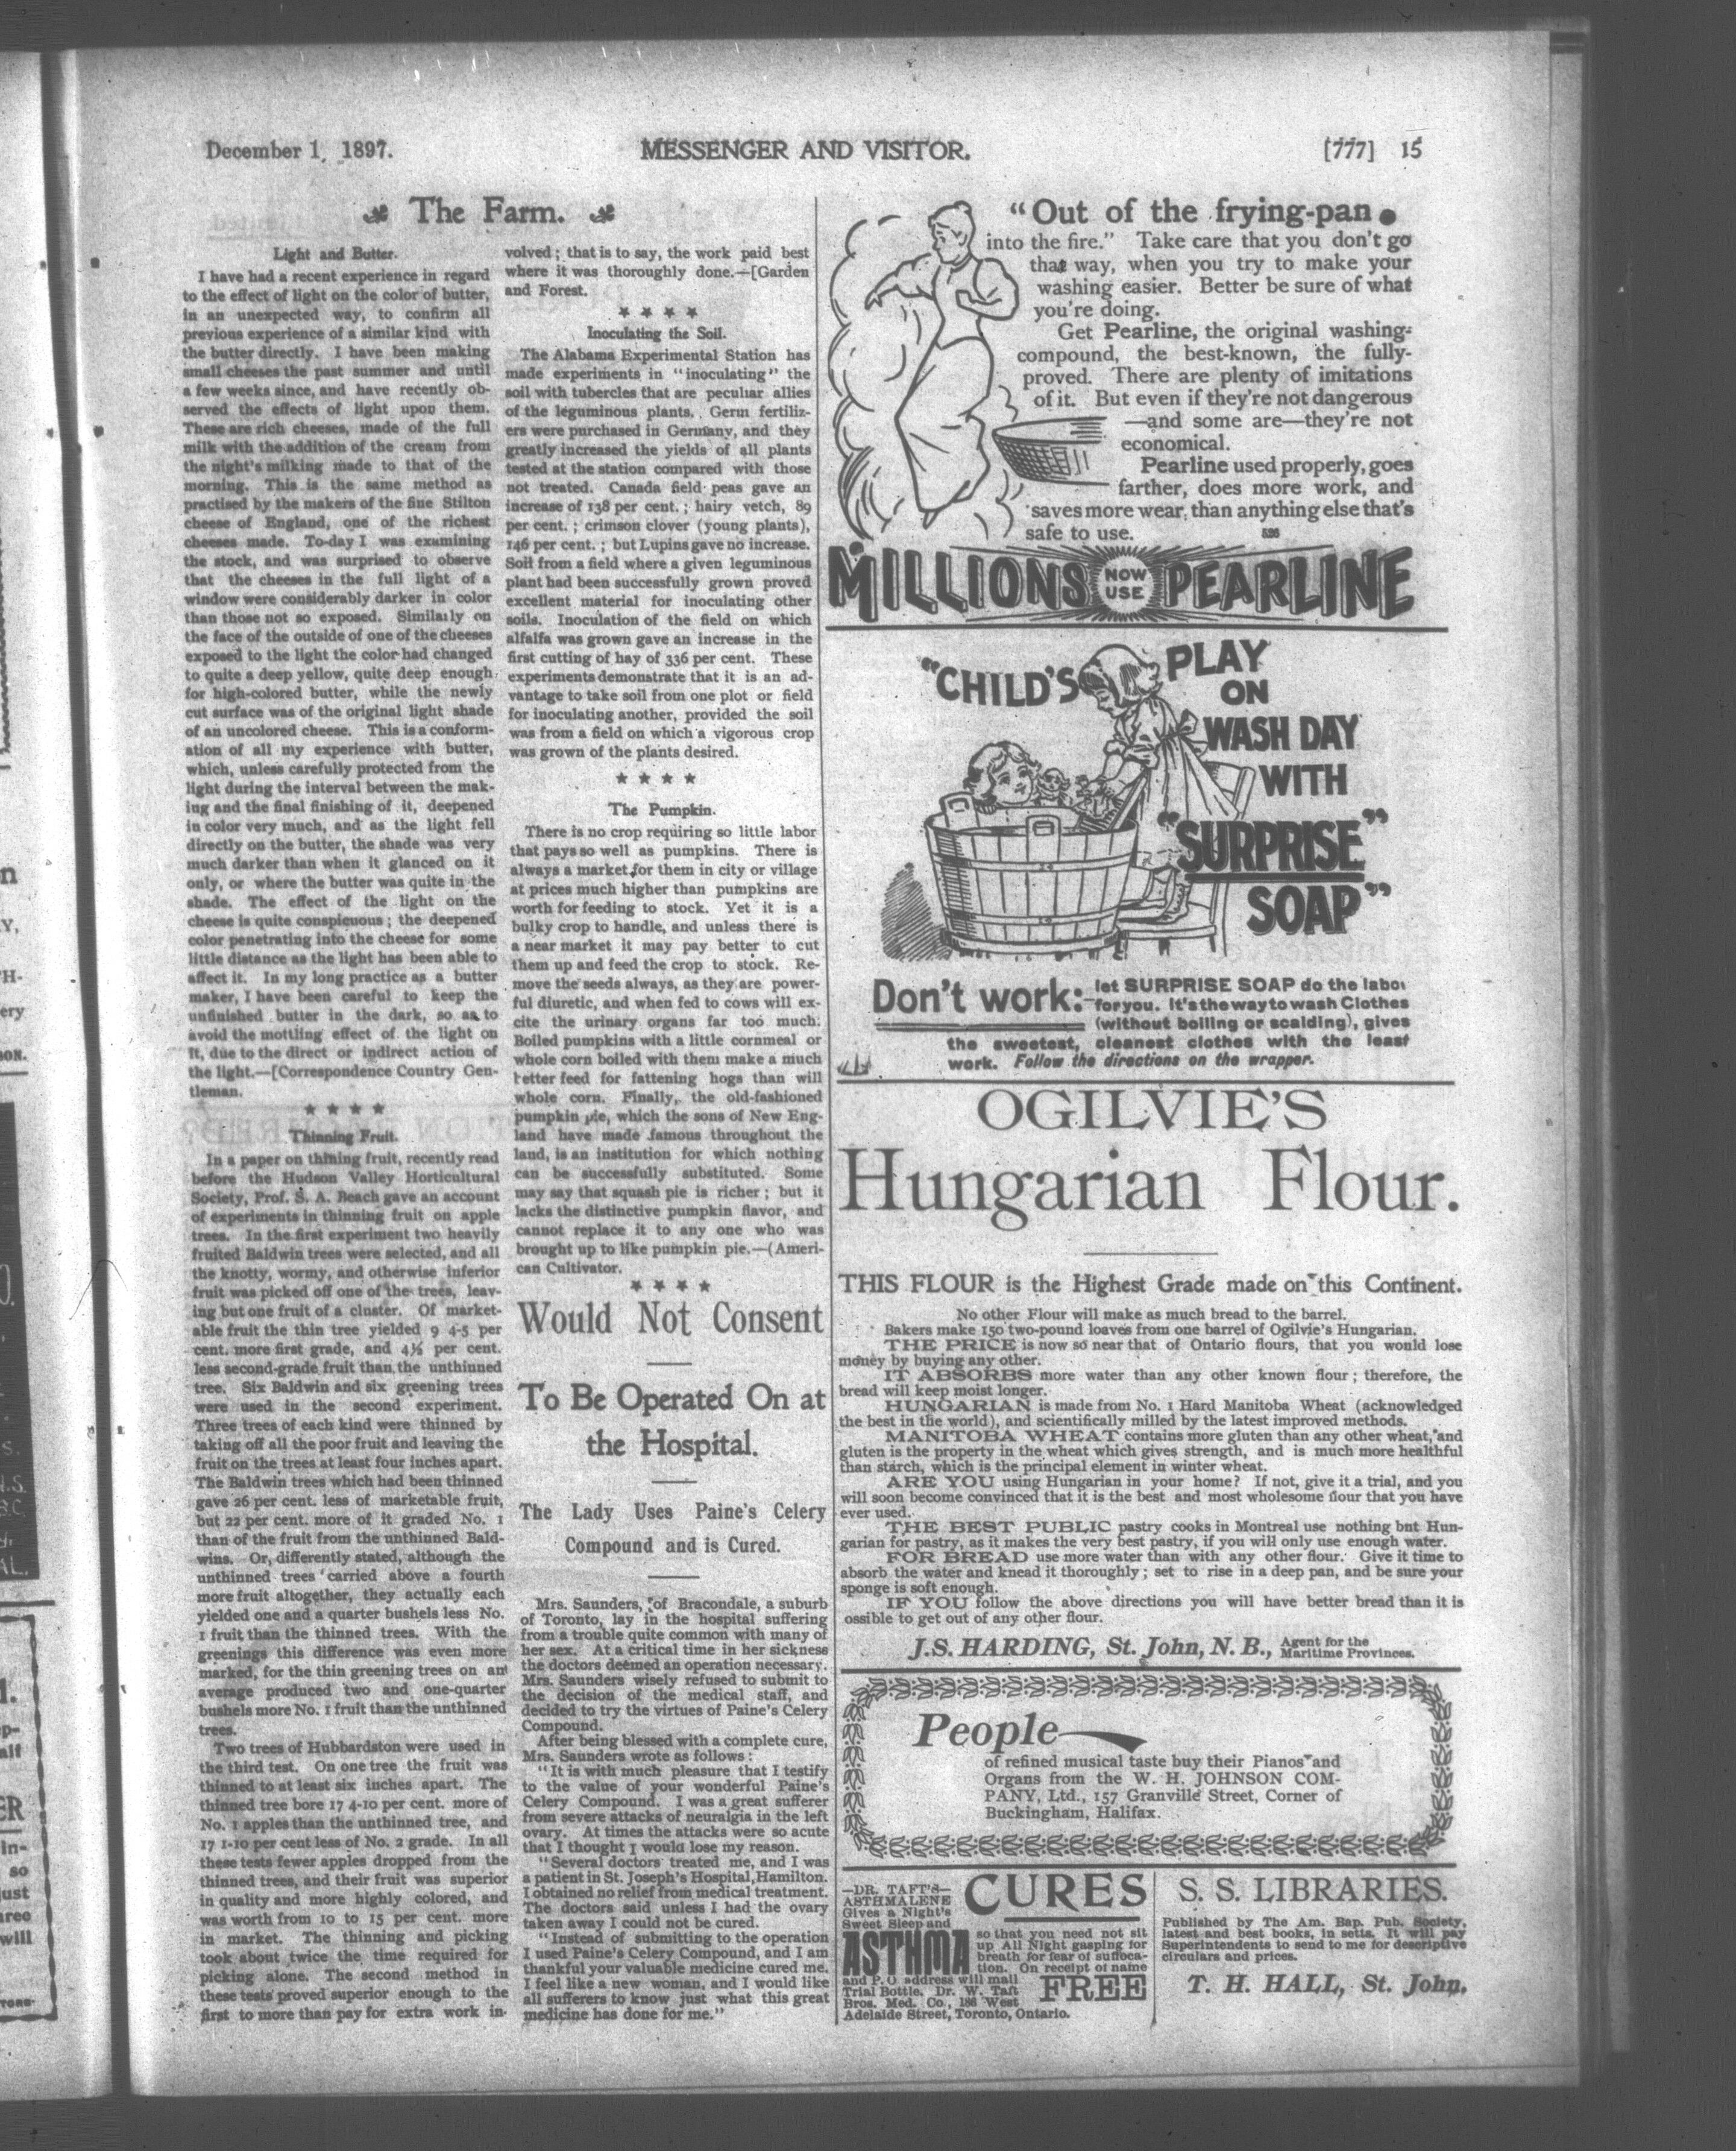 December 1, 1897.
MESSENGER AND VISITOR.
[777] 15
The Farm.
Light and Butter.
I have had a recent experience in regard
to the effect of light on the color of butter,
in an unexpected way, to confirm all
previous experience of a similar kind with
the butter directly. I have been making
small cheeses the past summer and until
a few weeks since, and have recently ob-
served the effects of light upon them.
These are rich cheeses, made of the full
milk with the addition of the cream from
the night's milking made to that of the
morning. This is the same method as
practised by the makers of the fine Stilton
cheese of England, one of the richest
cheeses made. To-day I was examining
the stock, and was surprised to observe
that the cheeses in the full light of a
window were considerably darker in color
than those not so exposed. Similarly on
the face of the outside of one of the cheeses
exposed to the light the color had changed
to quite a deep yellow, quite deep enough
for high-colored butter, while the newly
cut surface was of the original light shade
of an uncolored cheese. This is a conform-
ation of all my experience with butter,
which, unless carefully protected from the
light during the interval between the mak-
ing and the final finishing of it, deepened
in color very much, and as the light fell
directly on the butter, the shade was very
much darker than when it glanced on it
only, or where the butter was quite in the
shade. The effect of the light on the
cheese is quite conspicuous; the deepened
color penetrating into the cheese for some
little distance as the light has been able to
affect it. In my long practice as a butter
maker, I have been careful to keep the
unfinished butter in the dark, so as to
avoid the mottling effect of the light on
it, due to the direct or indirect action of
the light.—[Correspondence Country Gen-
tleman.
* * * *
Thinning Fruit.
In a paper on thining fruit, recently read
before the Hudson Valley Horticultural
Society, Prof. S. A. Beach gave an account
of experiments in thinning fruit on apple
trees. In the first experiment two heavily
fruited Baldwin trees were selected, and all
the knotty, wormy, and otherwise inferior
fruit was picked off one of the trees, leav-
ing but one fruit of a cluster. Of market-
able fruit the thin tree yielded 9 4-5 per
cent. more first grade, and 4½ per cent.
less second-grade fruit than the unthinned
tree. Six Baldwin and six greening trees
were used in the second experiment.
Three trees of each kind were thinned by
taking off all the poor fruit and leaving the
fruit on the trees at least four inches apart.
The Baldwin trees which had been thinned
gave 26 per cent. less of marketable fruit,
but 22 per cent. more of it graded No. 1
than of the fruit from the unthinned Bald-
wins. Or, differently stated, although the
unthinned trees carried above a fourth
more fruit altogether, they actually each
yielded one and a quarter bushels less No.
1 fruit than the thinned trees. With the
greenings this difference was even more
marked, for the thin greening trees on an
average produced two and one-quarter
bushels more No. 1 fruit than the unthinned
trees.
Two trees of Hubbardston were used in
the third test. On one tree the fruit was
thinned to at least six inches apart. The
thinned tree bore 17 4-10 per cent. more of
No. 1 apples than the unthinned tree, and
17 1-10 per cent less of No. 2 grade. In all
these tests fewer apples dropped from the
thinned trees, and their fruit was superior
in quality and more highly colored, and
was worth from 10 to 15 per cent. more
in market. The thinning and picking
took about twice the time required for
picking alone. The second method in
these tests proved superior enough to the
first to more than pay for extra work in-
volved; that is to say, the work paid best
where it was thoroughly done.—[Garden
and Forest.
* * * *
Inoculating the Soil.
The Alabama Experimental Station has
made experiments in "inoculating" the
soil with tubercles that are peculiar allies
of the leguminous plants. Germ fertiliz-
ers were purchased in Germany, and they
greatly increased the yields of all plants
tested at the station compared with those
not treated. Canada field peas gave an
increase of 138 per cent.; hairy vetch, 89
per cent.; crimson clover (young plants),
146 per cent.; but Lupins gave no increase.
Soil from a field where a given leguminous
plant had been successfully grown proved
excellent material for inoculating other
soils. Inoculation of the field on which
alfalfa was grown gave an increase in the
first cutting of hay of 336 per cent. These
experiments demonstrate that it is an ad-
vantage to take soil from one plot or field
for inoculating another, provided the soil
was from a field on which a vigorous crop
was grown of the plants desired.
* * * *
The Pumpkin.
There is no crop requiring so little labor
that pays so well as pumpkins. There is
always a market for them in city or village
at prices much higher than pumpkins are
worth for feeding to stock. Yet it is a
bulky crop to handle, and unless there is
a near market it may pay better to cut
them up and feed the crop to stock. Re-
move the seeds always, as they are power-
ful diuretic, and when fed to cows will ex-
cite the urinary organs far too much.
Boiled pumpkins with a little cornmeal or
whole corn boiled with them make a much
better feed for fattening hogs than will
whole corn. Finally, the old-fashioned
pumpkin pie, which the sons of New Eng-
land have made famous throughout the
land, is an institution for which nothing
can be successfully substituted. Some
may say that squash pie is richer; but it
lacks the distinctive pumpkin flavor, and
cannot replace it to any one who was
brought up to like pumpkin pie.—(Ameri-
can Cultivator.
* * * *
Would Not Consent
To Be Operated On at
the Hospital.
The Lady Uses Paine's Celery
Compound and is Cured.
Mrs. Saunders, of Bracondale, a suburb
of Toronto, lay in the hospital suffering
from a trouble quite common with many of
her sex. At a critical time in her sickness
the doctors deemed an operation necessary.
Mrs. Saunders wisely refused to submit to
the decision of the medical staff, and
decided to try the virtues of Paine's Celery
Compound.
After being blessed with a complete cure,
Mrs. Saunders wrote as follows:
"It is with much pleasure that I testify
to the value of your wonderful Paine's
Celery Compound. I was a great sufferer
from severe attacks of neuralgia in the left
ovary. At times the attacks were so acute
that I thought I would lose my reason.
"Several doctors treated me, and I was
a patient in St. Joseph's Hospital, Hamilton.
I obtained no relief from medical treatment.
The doctors said unless I had the ovary
taken away I could not be cured.
"Instead of submitting to the operation
I used Paine's Celery Compound, and I am
thankful your valuable medicine cured me.
I feel like a new woman, and I would like
all sufferers to know just what this great
medicine has done for me."
"Out of the frying-pan
into the fire." Take care that you don't go
that way, when you try to make your
washing easier. Better be sure of what
you're doing.
Get Pearline, the original washing-
compound, the best-known, the fully-
proved. There are plenty of imitations
of it. But even if they're not dangerous
—and some are—they're not
economical.
Pearline used properly, goes
farther, does more work, and
saves more wear, than anything else that's
safe to use. 526
MILLIONS NOW USE PEARLINE
"CHILD'S PLAY
ON
WASH DAY
WITH
"SURPRISE"
SOAP"
Don't work: let SURPRISE SOAP do the labor
for you. It's the way to wash Clothes
(without boiling or scalding), gives
the sweetest, cleanest clothes with the least
work. Follow the directions on the wrapper.
OGILVIE'S
Hungarian Flour.
THIS FLOUR is the Highest Grade made on this Continent.
No other Flour will make as much bread to the barrel.
Bakers make 150 two-pound loaves from one barrel of Ogilvie's Hungarian.
THE PRICE is now so near that of Ontario flours, that you would lose
money by buying any other.
IT ABSORBS more water than any other known flour; therefore, the
bread will keep moist longer.
HUNGARIAN is made from No. 1 Hard Manitoba Wheat (acknowledged
the best in the world), and scientifically milled by the latest improved methods.
MANITOBA WHEAT contains more gluten than any other wheat, and
gluten is the property in the wheat which gives strength, and is much more healthful
than starch, which is the principal element in winter wheat.
ARE YOU using Hungarian in your home? If not, give it a trial, and you
will soon become convinced that it is the best and most wholesome flour that you have
ever used.
THE BEST PUBLIC pastry cooks in Montreal use nothing bnt Hun-
garian for pastry, as it makes the very best pastry, if you will only use enough water.
FOR BREAD use more water than with any other flour. Give it time to
absorb the water and knead it thoroughly; set to rise in a deep pan, and be sure your
sponge is soft enough.
IF YOU follow the above directions you will have better bread than it is
ossible to get out of any other flour.
J.S. HARDING, St. John, N. B., Agent for the
Maritime Provinces.
People
of refined musical taste buy their Pianos and
Organs from the W. H. JOHNSON COM-
PANY, Ltd., 157 Granville Street, Corner of
Buckingham, Halifax.
—DR. TAFT'S—
ASTHMALENE
Gives a Night's
Sweet Sleep and
CURES
ASTHMA
so that you need not sit
up All Night gasping for
breath for fear of suffoca-
tion. On receipt of name
and P. O address will mail
Trial Bottle. Dr. W. Taft
Bros. Med. Co., 186 West
Adelaide Street, Toronto, Ontario.
FREE
S. S. LIBRARIES.
Published by The Am. Bap. Pub. Society,
latest and best books, in setts. It will pay
Superintendents to send to me for descriptive
circulars and prices.
T. H. HALL, St. John.